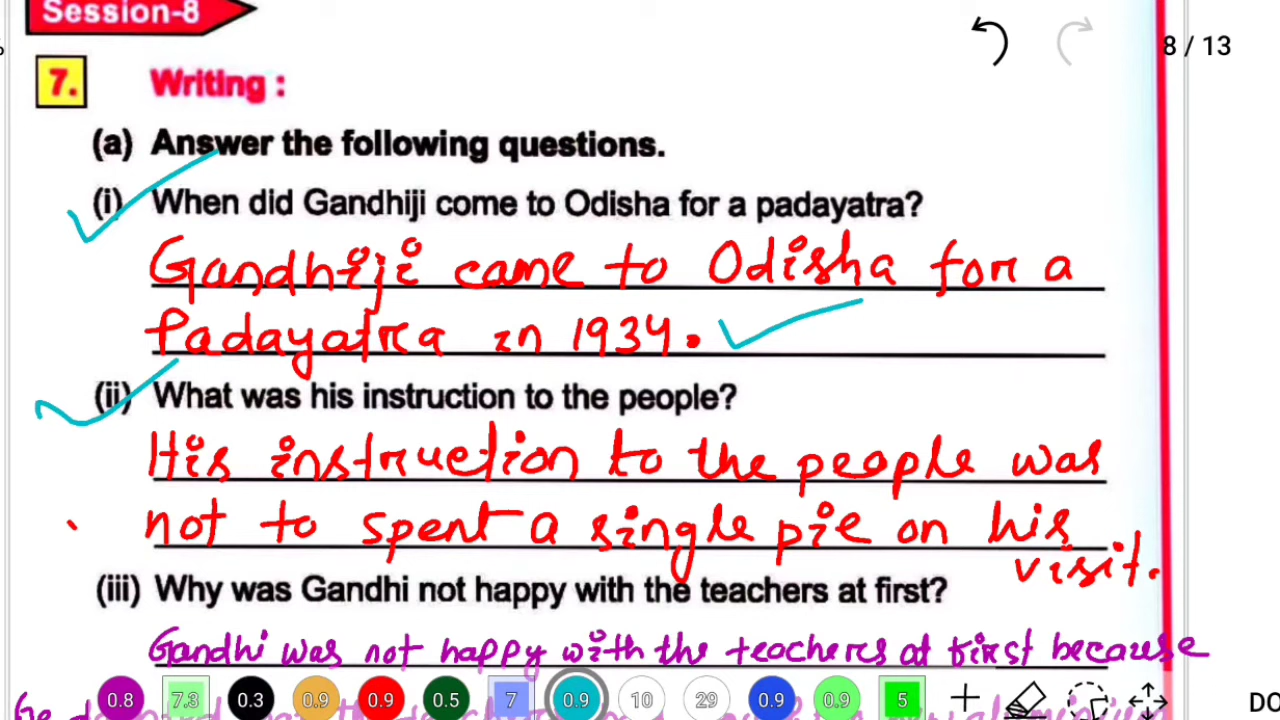 Session-8
8 / 13
7. Writing :
(a) Answer the following questions.
(i) When did Gandhiji come to Odisha for a padayatra?
Gandhiji came to Odisha for a
Padayatra in 1934.
(ii) What was his instruction to the people?
His instruction to the people was
not to spent a single pie on his
visit.
(iii) Why was Gandhi not happy with the teachers at first?
Gandhi was not happy with the teachers at first because
0.8 7.3 0.3 0.9 0.9 0.5 7 0.9 10 29 0.9 0.9 5 DO